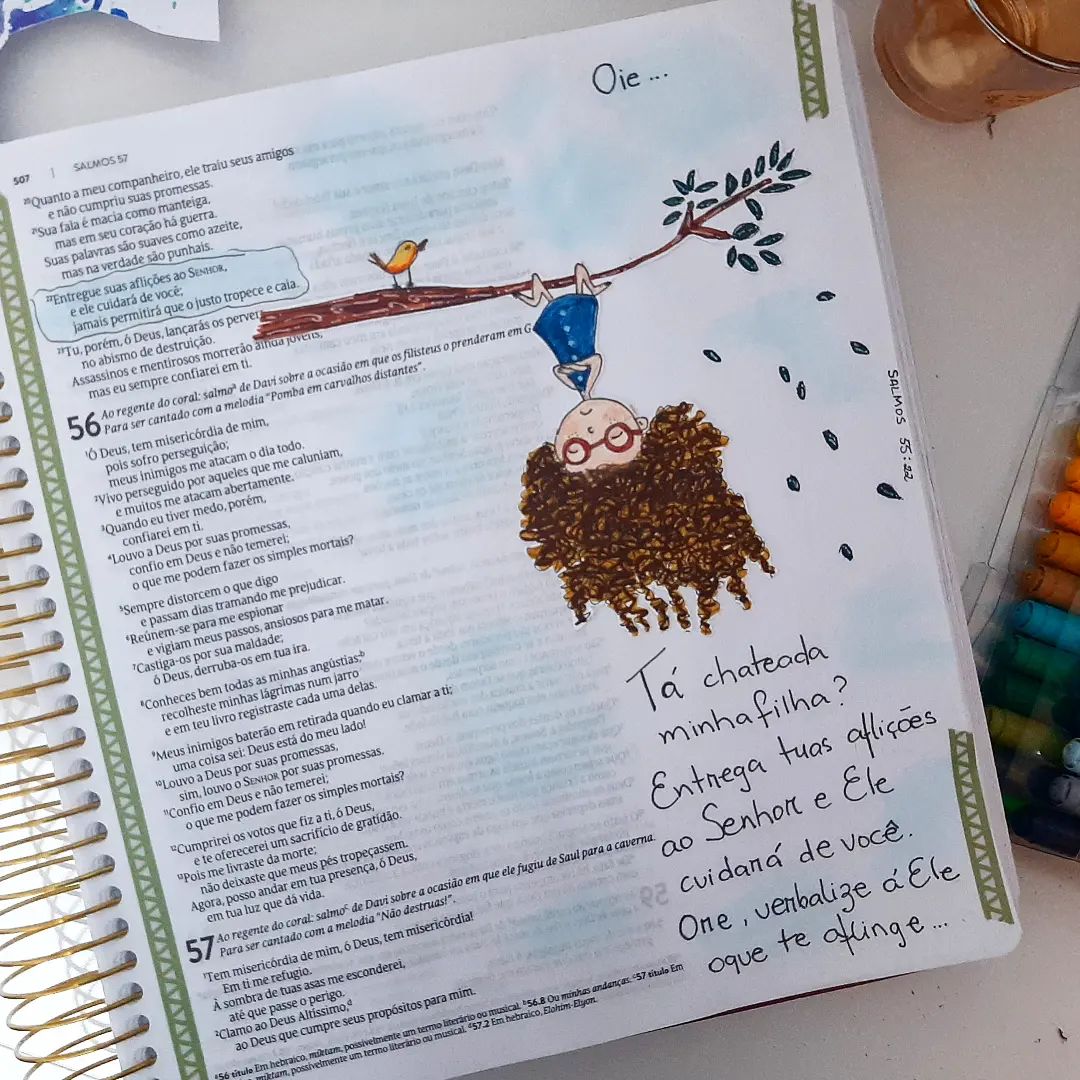 507 | SALMOS 57
²⁰Quanto a meu companheiro, ele traiu seus amigos
e não cumpriu suas promessas.
²¹Sua fala é macia como manteiga,
mas em seu coração há guerra.
Suas palavras são suaves como azeite,
mas na verdade são punhais.
²²Entregue suas aflições ao SENHOR,
e ele cuidará de você;
jamais permitirá que o justo tropece e caia.
²³Tu, porém, ó Deus, lançarás os perver
no abismo de destruição.
Assassinos e mentirosos morrerão ainda jovens,
mas eu sempre confiarei em ti.
56 Ao regente do coral: salmoᵃ de Davi sobre a ocasião em que os filisteus o prenderam em G
Para ser cantado com a melodia “Pomba em carvalhos distantes”.
¹Ó Deus, tem misericórdia de mim,
pois sofro perseguição;
meus inimigos me atacam o dia todo.
²Vivo perseguido por aqueles que me caluniam,
e muitos me atacam abertamente.
³Quando eu tiver medo, porém,
confiarei em ti.
⁴Louvo a Deus por suas promessas,
confio em Deus e não temerei;
o que me podem fazer os simples mortais?
⁵Sempre distorcem o que digo
e passam dias tramando me prejudicar.
⁶Reúnem-se para me espionar
e vigiam meus passos, ansiosos para me matar.
⁷Castiga-os por sua maldade;
ó Deus, derruba-os em tua ira.
⁸Conheces bem todas as minhas angústias;ᵇ
recolheste minhas lágrimas num jarro
e em teu livro registraste cada uma delas.
⁹Meus inimigos baterão em retirada quando eu clamar a ti;
uma coisa sei: Deus está do meu lado!
¹⁰Louvo a Deus por suas promessas,
sim, louvo o SENHOR por suas promessas.
¹¹Confio em Deus e não temerei;
o que me podem fazer os simples mortais?
¹²Cumprirei os votos que fiz a ti, ó Deus,
e te oferecerei um sacrifício de gratidão.
¹³Pois me livraste da morte;
não deixaste que meus pés tropeçassem.
Agora, posso andar em tua presença, ó Deus,
em tua luz que dá vida.
57 Ao regente do coral: salmoᶜ de Davi sobre a ocasião em que ele fugiu de Saul para a caverna.
Para ser cantado com a melodia “Não destruas!”.
¹Tem misericórdia de mim, ó Deus, tem misericórdia!
Em ti me refugio.
À sombra de tuas asas me esconderei,
até que passe o perigo.
²Clamo ao Deus Altíssimo,ᵈ
ao Deus que cumpre seus propósitos para mim.
ᵃ56 título Em hebraico, miktam, possivelmente um termo literário ou musical. ᵇ56.8 Ou minhas andanças. ᶜ57 título Em
miktam, possivelmente um termo literário ou musical. ᵈ57.2 Em hebraico, Elohim-Elyon.
Oie...
SALMOS 55:22
Tá chateada
minha filha?
Entrega tuas aflições
ao Senhor e Ele
cuidará de você.
Ore, verbalize á Ele
oque te aflinge...